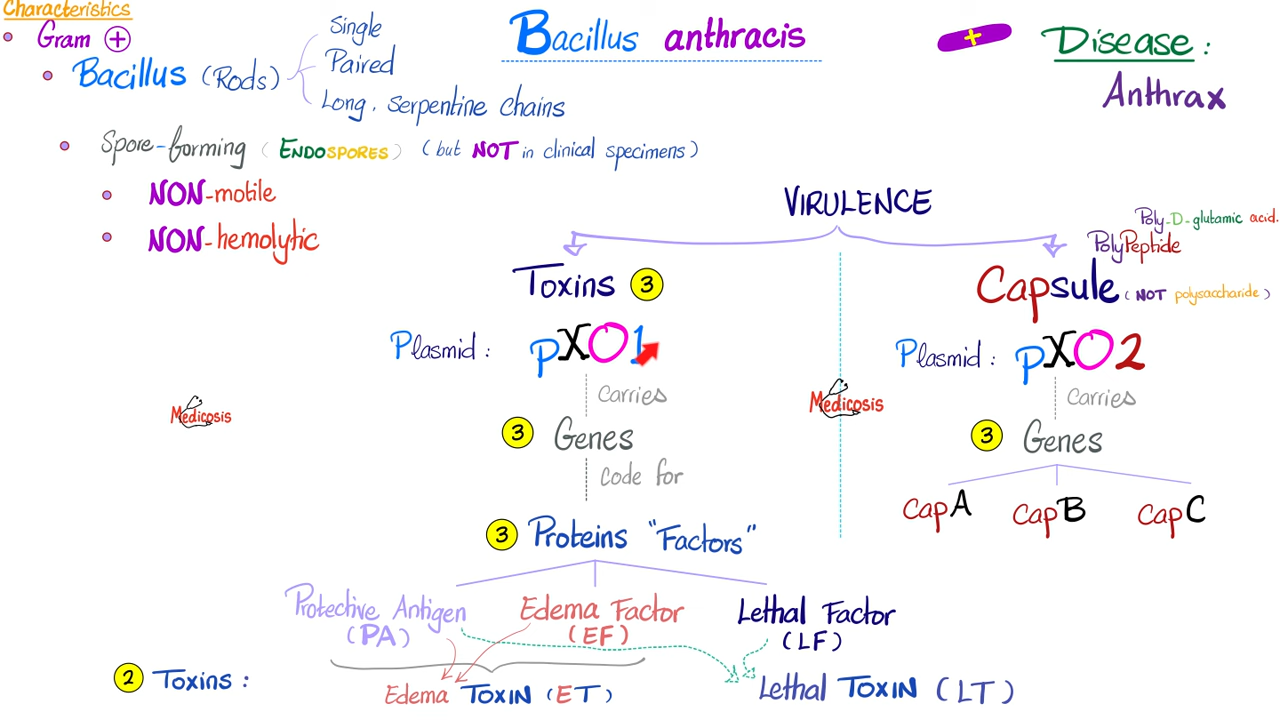 Characteristics
Gram +
Bacillus (Rods)
Single
Paired
Long, serpentine chains
Spore-forming (ENDOSPORES) (but NOT in clinical specimens)
NON-motile
NON-hemolytic
Bacillus anthracis
+
Disease:
Anthrax
VIRULENCE
Toxins 3
Plasmid: pXO1
carries
3 Genes
code for
3 Proteins "Factors"
Protective Antigen (PA)
Edema Factor (EF)
Lethal Factor (LF)
2 Toxins:
Edema TOXIN (ET)
Lethal TOXIN (LT)
Poly-D-glutamic acid.
PolyPeptide
Capsule (NOT polysaccharide)
Plasmid: pXO2
carries
3 Genes
capA
capB
capC
Medicosis
Medicosis